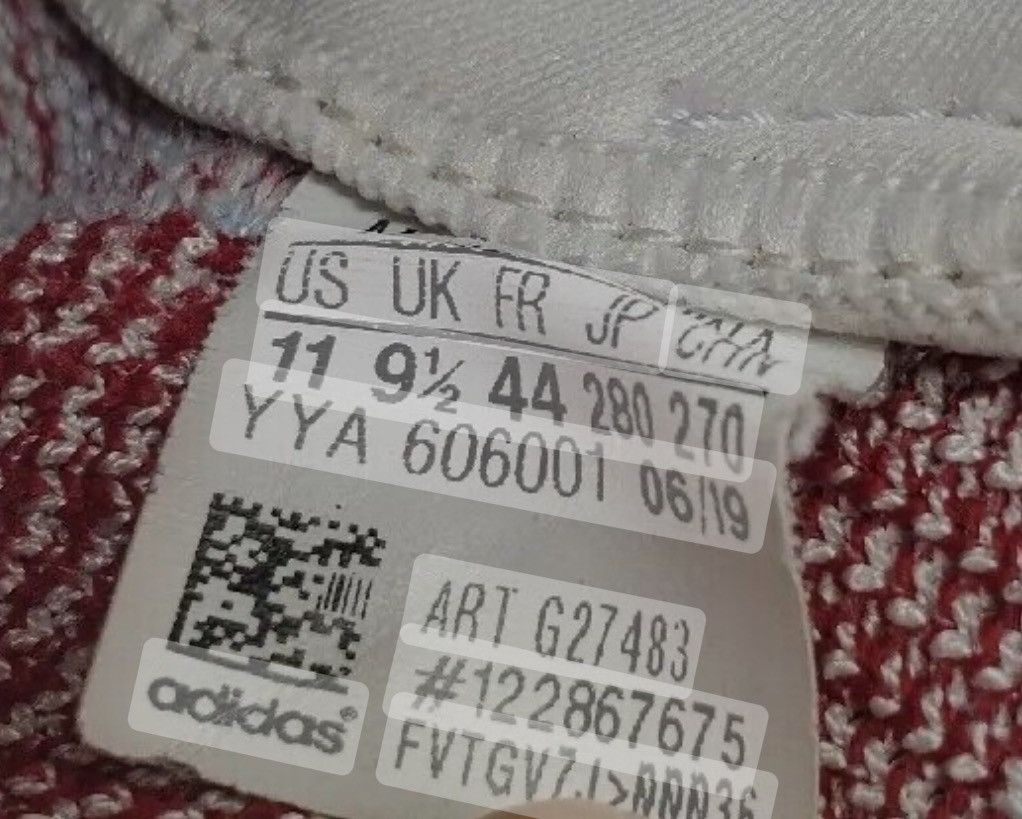 US UK FR JP CHN
11 9½ 44 280 270
YYA 606001 06/19
ART G27483
#122867675
adidas®